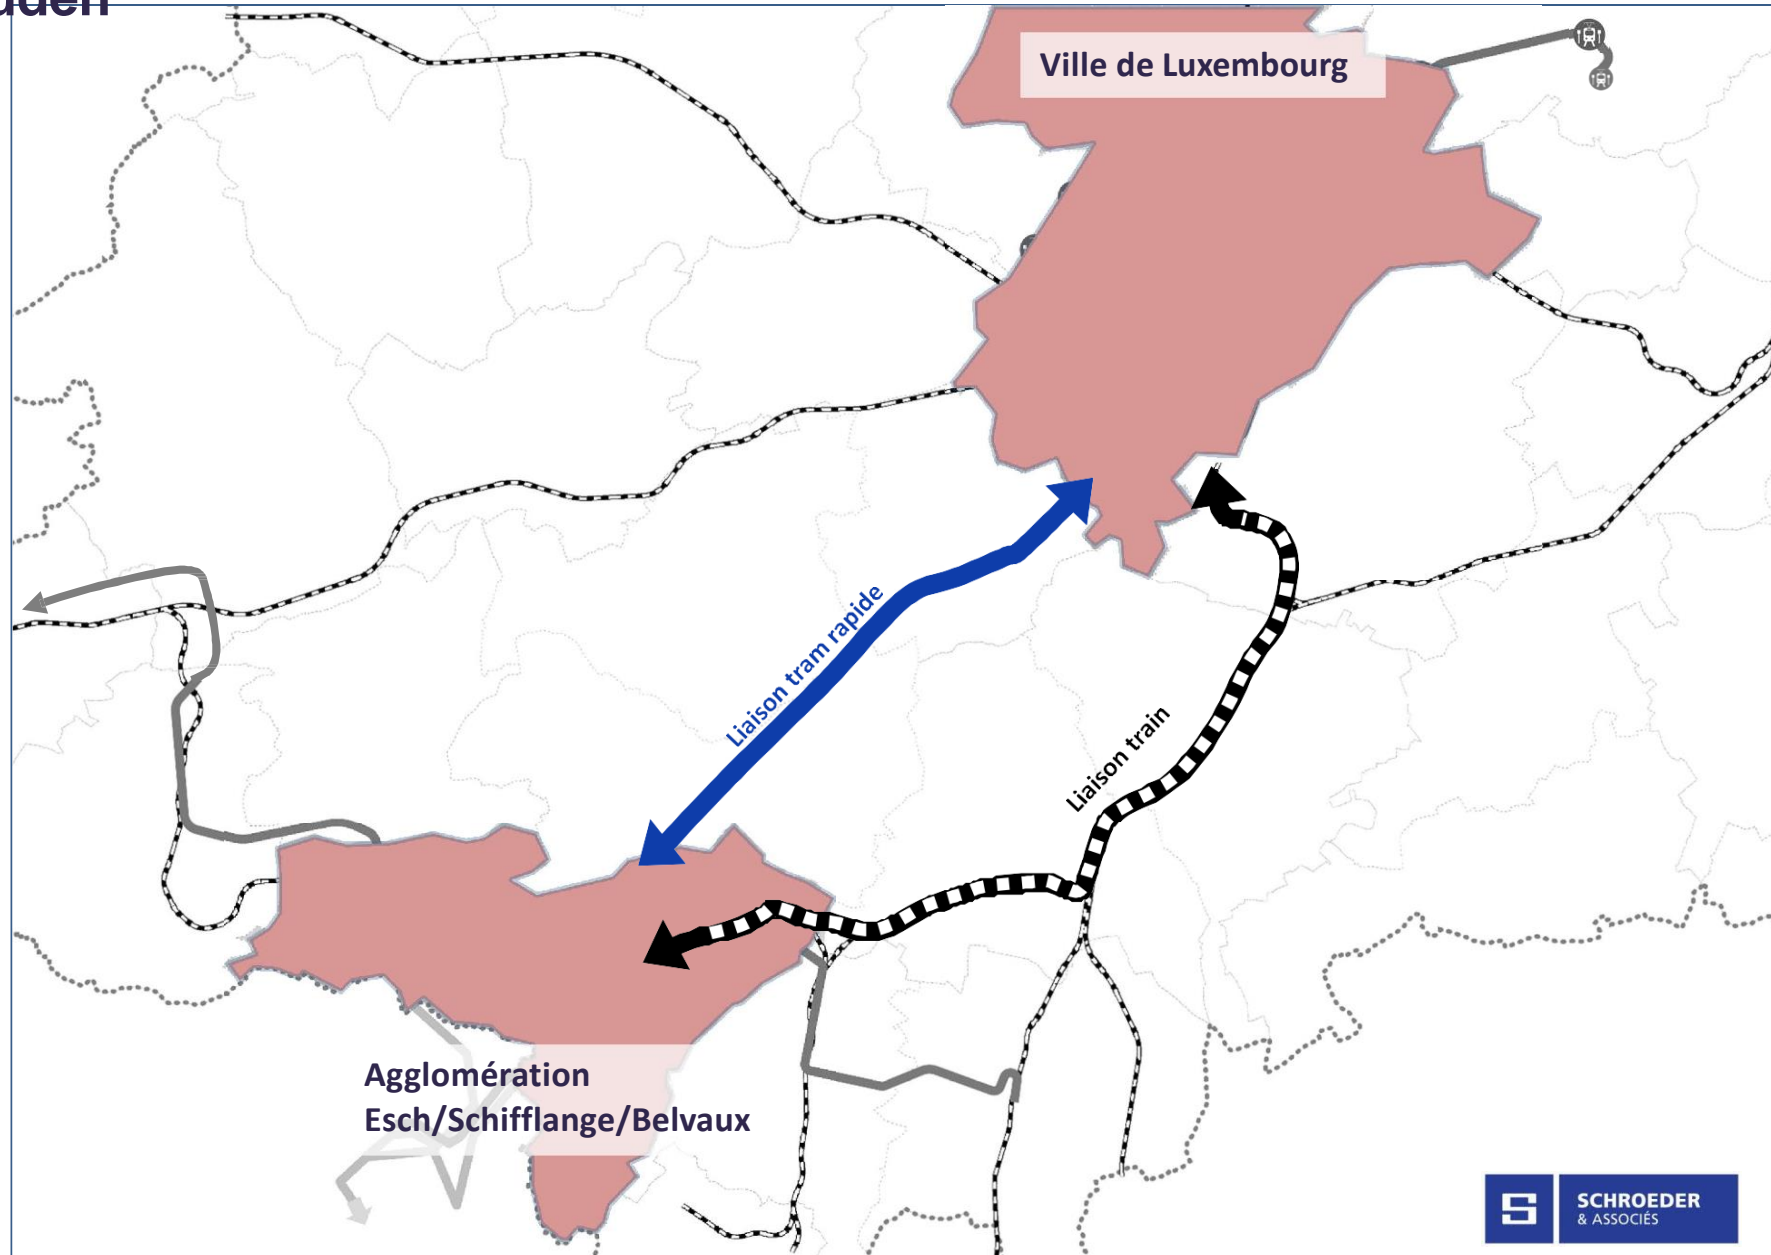 Ville de Luxembourg
Liaison tram rapide
Liaison train
Agglomération
Esch/Schifflange/Belvaux
S
SCHROEDER
& ASSOCIÉS